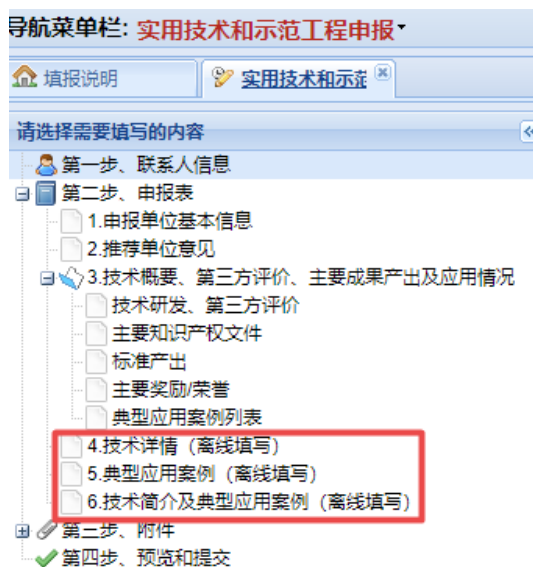 导航菜单栏: 实用技术和示范工程申报
填报说明
实用技术和示范
请选择需要填写的内容
第一步、联系人信息
第二步、申报表
1.申报单位基本信息
2.推荐单位意见
3.技术概要、第三方评价、主要成果产出及应用情况
技术研发、第三方评价
主要知识产权文件
标准产出
主要奖励/荣誉
典型应用案例列表
4.技术详情（离线填写）
5.典型应用案例（离线填写）
6.技术简介及典型应用案例（离线填写）
第三步、附件
第四步、预览和提交